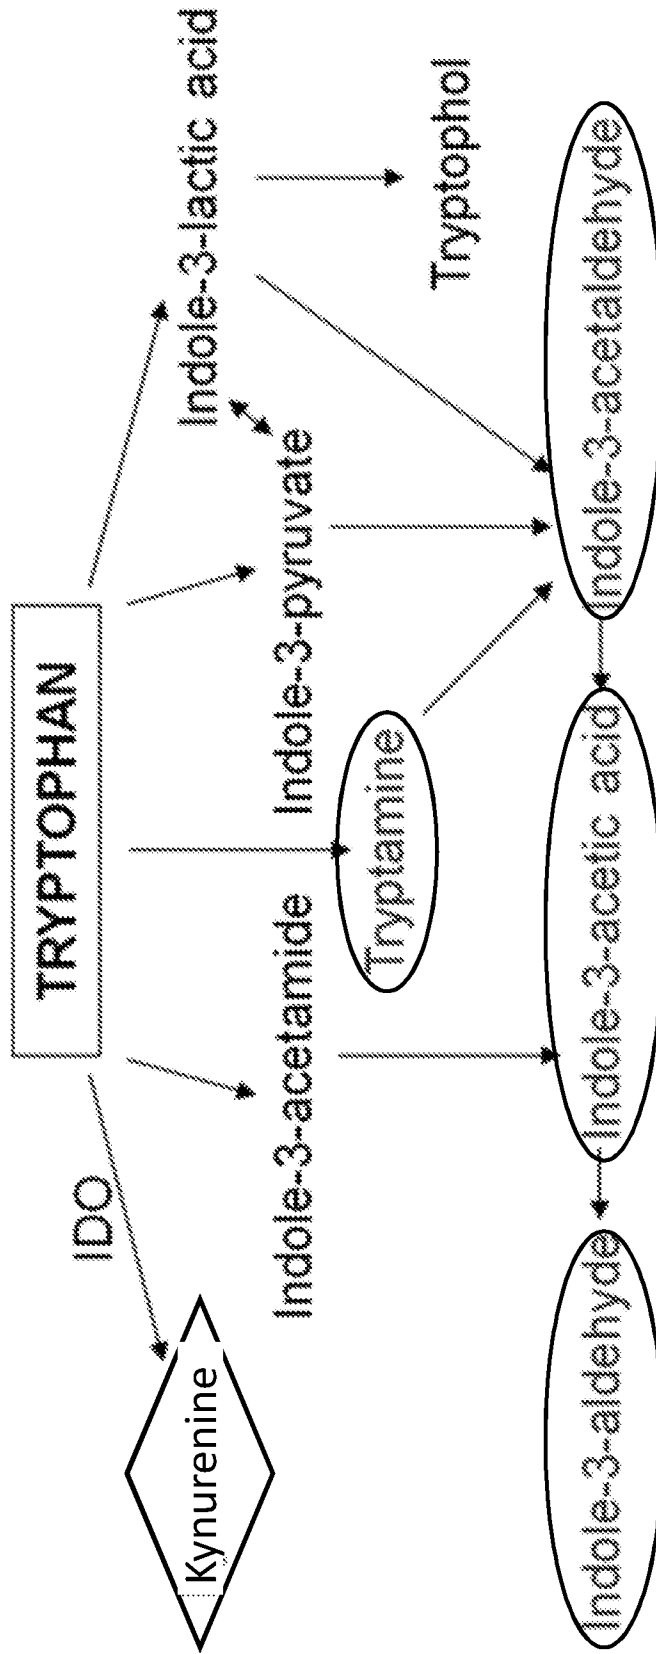 TRYPTOPHAN
IDO
Kynurenine
Indole-3-lactic acid
Indole-3-acetamide
Indole-3-pyruvate
Tryptamine
Tryptophol
Indole-3-aldehyde
Indole-3-acetic acid
Indole-3-acetaldehyde